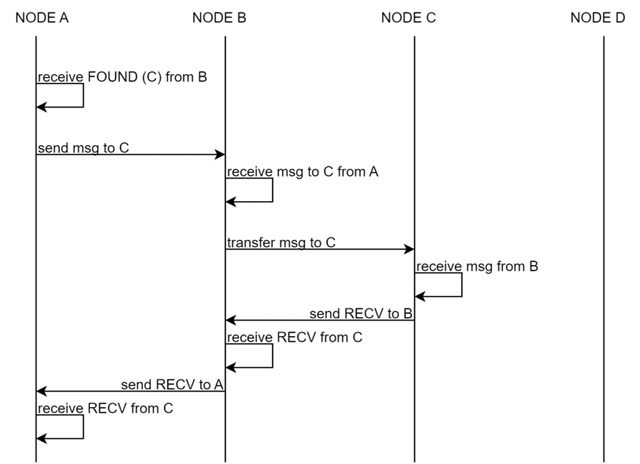 NODE A
NODE B
NODE C
NODE D
receive FOUND (C) from B
send msg to C
receive msg to C from A
transfer msg to C
receive msg from B
send RECV to B
receive RECV from C
send RECV to A
receive RECV from C